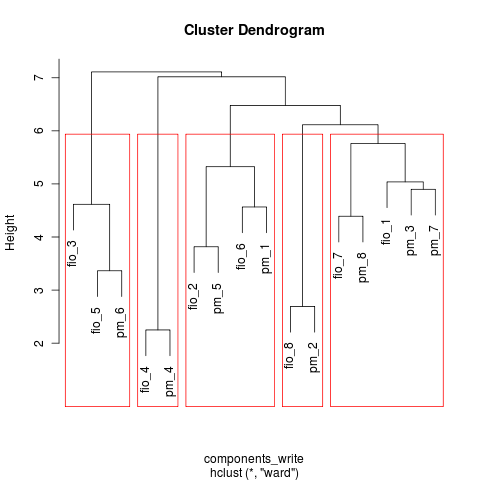 Cluster Dendrogram
Height
7
6
5
4
3
2
fio_3
fio_5
pm_6
fio_4
pm_4
fio_2
pm_5
fio_6
pm_1
fio_8
pm_2
fio_7
pm_8
fio_1
pm_3
pm_7
components_write
hclust (*, "ward")